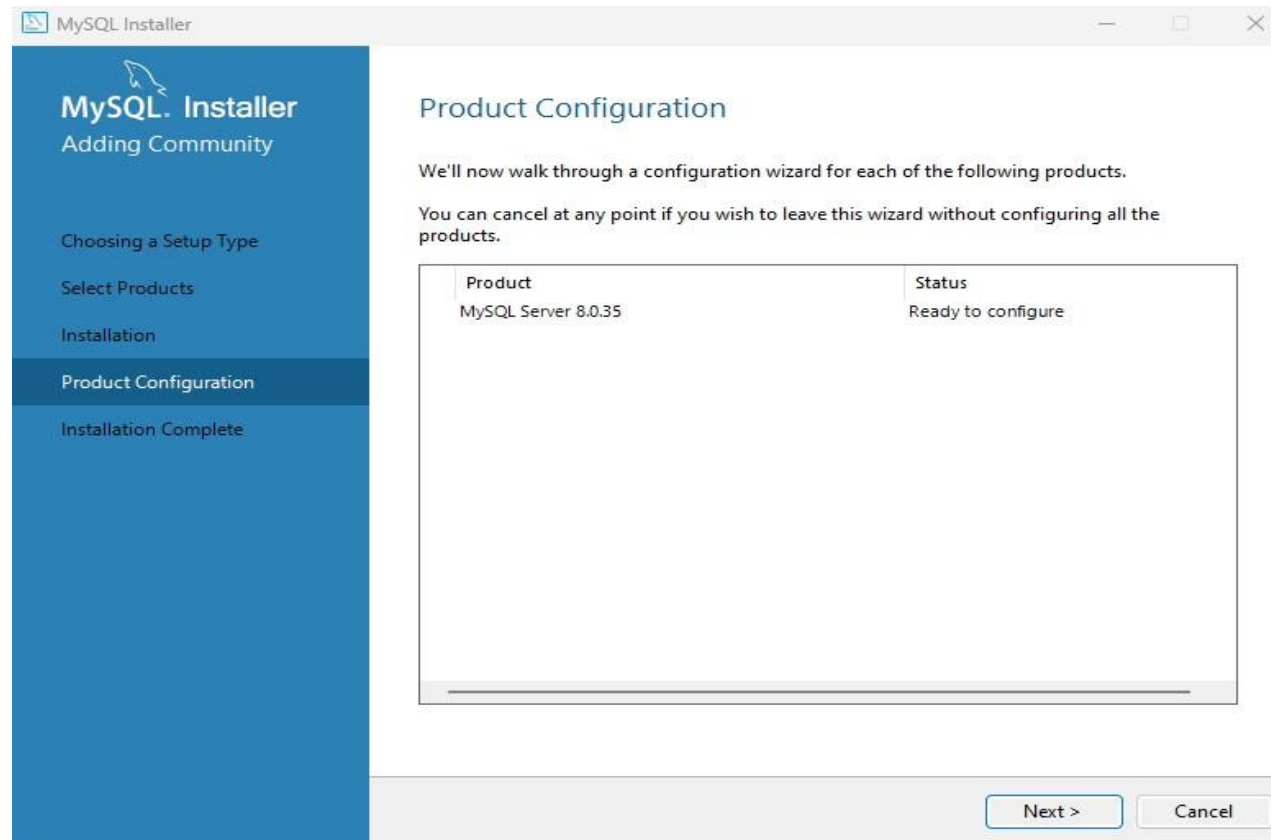 MySQL Installer
MySQL. Installer
Adding Community
Choosing a Setup Type
Select Products
Installation
Product Configuration
Installation Complete
Product Configuration
We'll now walk through a configuration wizard for each of the following products.
You can cancel at any point if you wish to leave this wizard without configuring all the
products.
Product Status
MySQL Server 8.0.35 Ready to configure
Next > Cancel